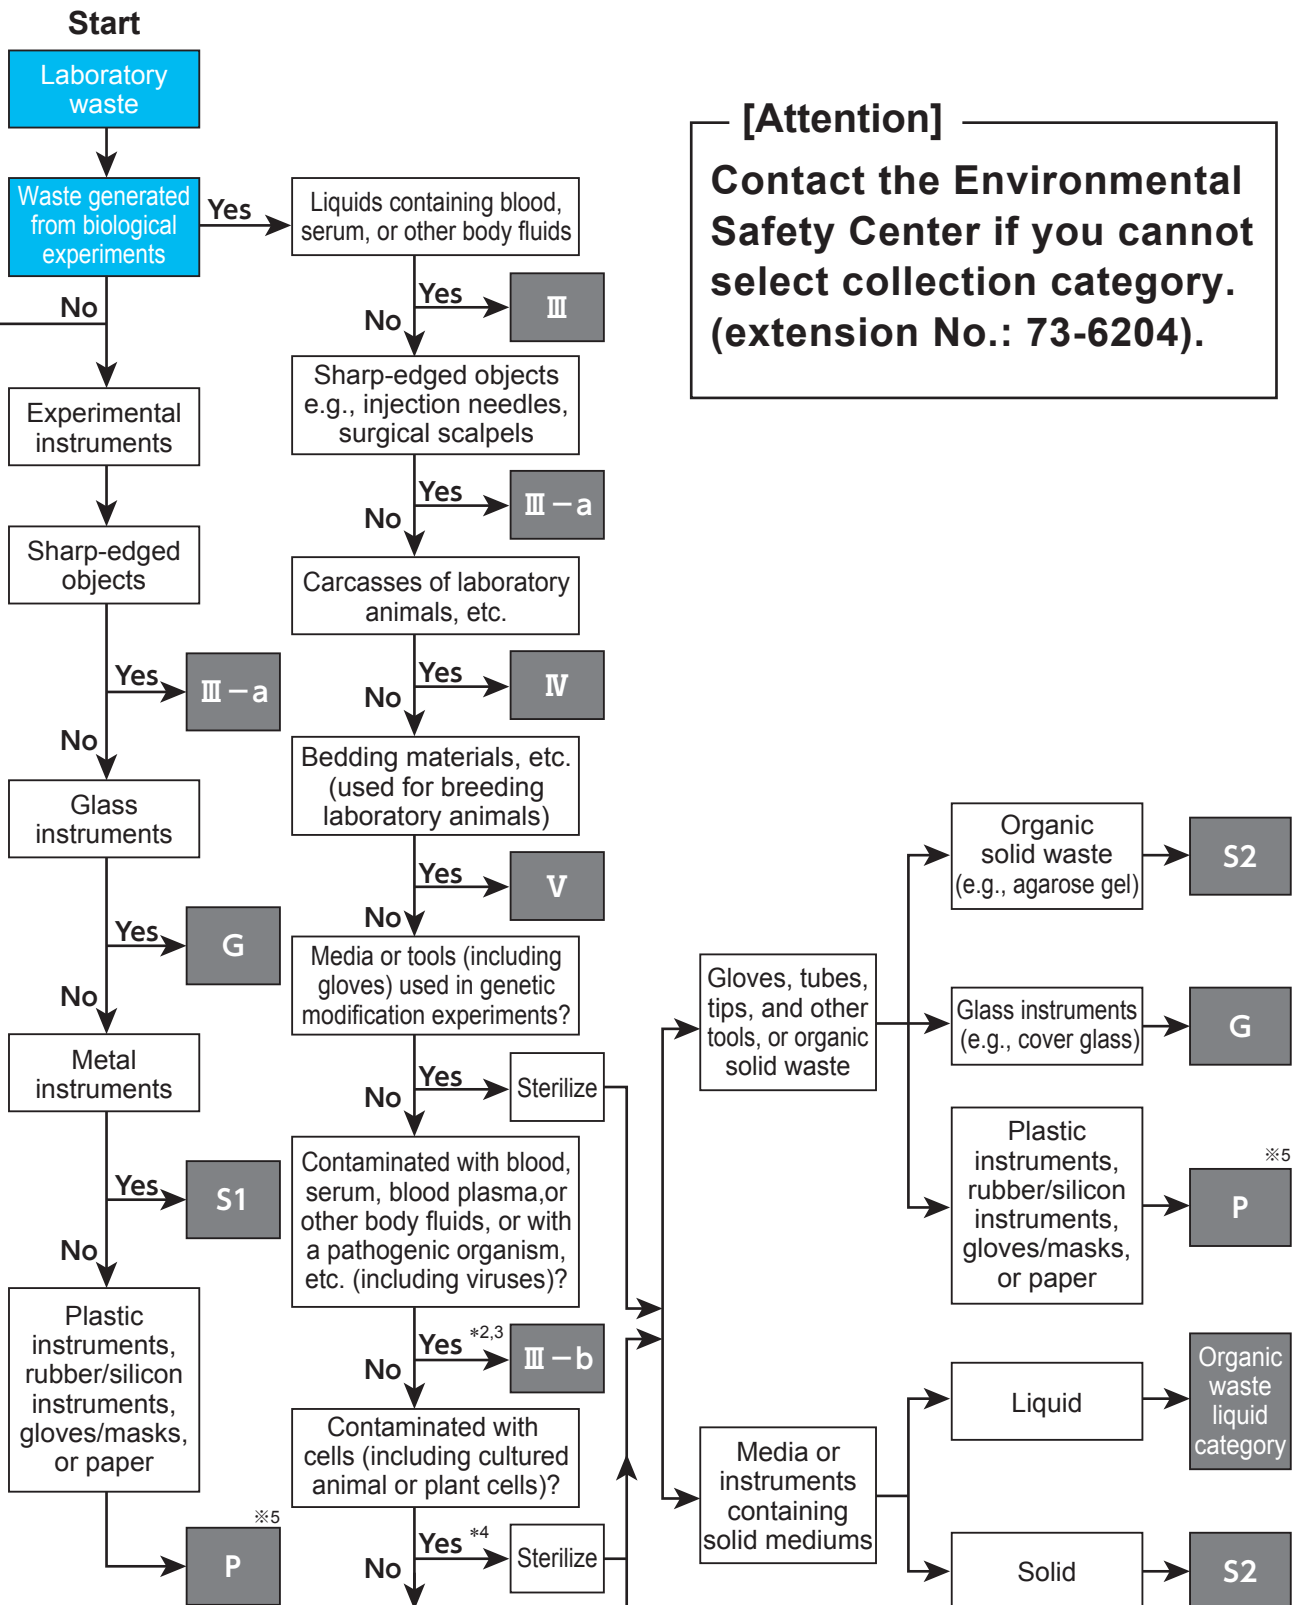 Start
Laboratory
waste
Waste generated
from biological
experiments
Yes
No
Experimental
instruments
Sharp-edged
objects
Yes
Ⅲ－a
No
Glass
instruments
Yes
G
No
Metal
instruments
Yes
S1
No
Plastic
instruments,
rubber/silicon
instruments,
gloves/masks,
or paper
※5
P
Liquids containing blood,
serum, or other body fluids
Yes
Ⅲ
No
Sharp-edged objects
e.g., injection needles,
surgical scalpels
Yes
Ⅲ－a
No
Carcasses of laboratory
animals, etc.
Yes
Ⅳ
No
Bedding materials, etc.
(used for breeding
laboratory animals)
Yes
Ⅴ
No
Media or tools (including
gloves) used in genetic
modification experiments?
Yes
Sterilize
No
Contaminated with blood,
serum, blood plasma,or
other body fluids, or with
a pathogenic organism,
etc. (including viruses)?
Yes *2,3
Ⅲ－b
No
Contaminated with
cells (including cultured
animal or plant cells)?
Yes *4
Sterilize
No
[Attention]
Contact the Environmental
Safety Center if you cannot
select collection category.
(extension No.: 73-6204).
Gloves, tubes,
tips, and other
tools, or organic
solid waste
Organic
solid waste
(e.g., agarose gel)
S2
Glass instruments
(e.g., cover glass)
G
Plastic
instruments,
rubber/silicon
instruments,
gloves/masks,
or paper
※5
P
Media or
instruments
containing
solid mediums
Liquid
Organic
waste
liquid
category
Solid
S2